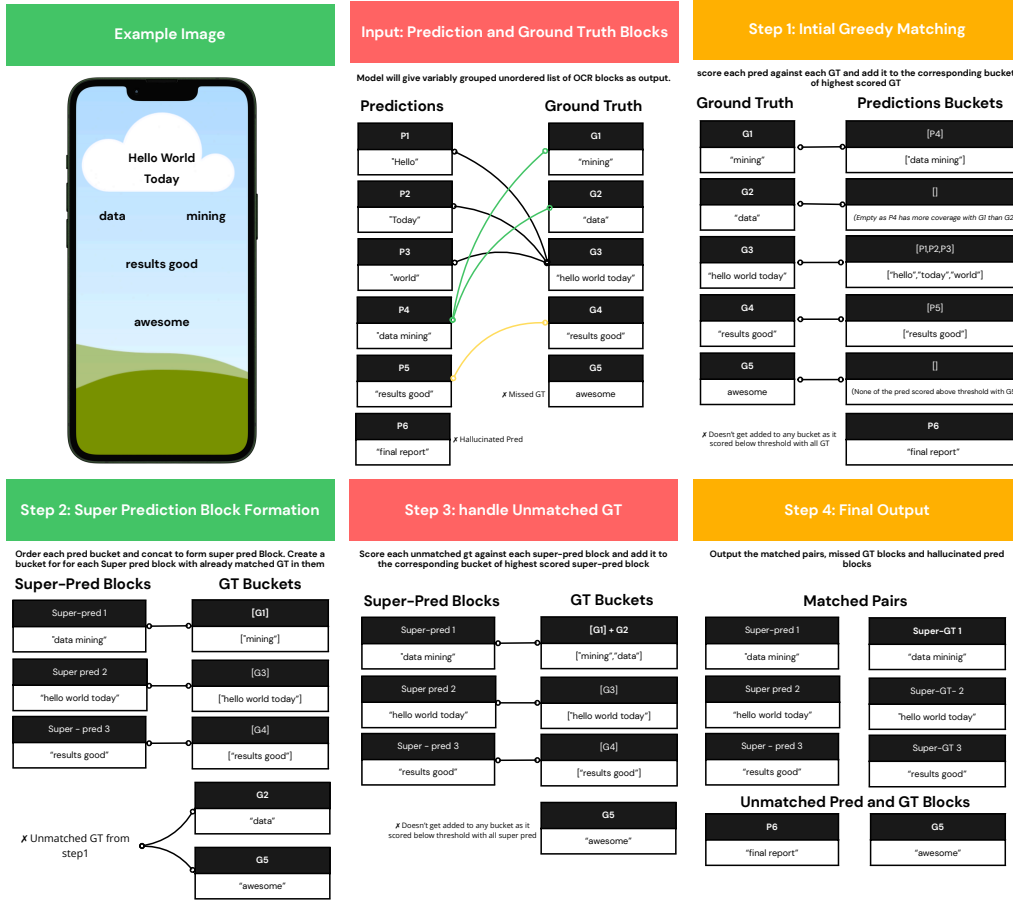 Example Image
Hello World
Today
data mining
results good
awesome
Input: Prediction and Ground Truth Blocks
Model will give variably grouped unordered list of OCR blocks as output.
Predictions Ground Truth
P1 G1
"Hello" "mining"
P2 G2
"Today" "data"
P3 G3
"world" "hello world today"
P4 G4
"data mining" "results good"
P5 G5
"results good" ✗ Missed GT awesome
P6
✗ Hallucinated Pred
"final report"
Step 1: Intial Greedy Matching
score each pred against each GT and add it to the corresponding bucket
of highest scored GT
Ground Truth Predictions Buckets
G1 [P4]
"mining" ["data mining"]
G2 []
"data" (Empty as P4 has more coverage with G1 than G2
G3 [P1,P2,P3]
"hello world today" ["hello","today","world"]
G4 [P5]
"results good" ["results good"]
G5 []
awesome (None of the pred scored above threshold with G5
P6
✗ Doesn't get added to any bucket as it
scored below threshold with all GT
"final report"
Step 2: Super Prediction Block Formation
Order each pred bucket and concat to form super pred Block. Create a
bucket for for each Super pred block with already matched GT in them
Super-Pred Blocks GT Buckets
Super-pred 1 [G1]
"data mining" ["mining"]
Super pred 2 [G3]
"hello world today" ["hello world today"]
Super - pred 3 [G4]
"results good" ["results good"]
G2
"data"
✗ Unmatched GT from
step1
G5
"awesome"
Step 3: handle Unmatched GT
Score each unmatched gt against each super-pred block and add it to
the corresponding bucket of highest scored super-pred block
Super-Pred Blocks GT Buckets
Super-pred 1 [G1] + G2
"data mining" ["mining","data"]
Super pred 2 [G3]
"hello world today" ["hello world today"]
Super - pred 3 [G4]
"results good" ["results good"]
G5
✗ Doesn't get added to any bucket as it
scored below threshold with all super pred
"awesome"
Step 4: Final Output
Output the matched pairs, missed GT blocks and hallucinated pred
blocks
Matched Pairs
Super-pred 1 Super-GT 1
"data mining" "data mininig"
Super pred 2 Super-GT- 2
"hello world today" "hello world today"
Super - pred 3 Super-GT 3
"results good" "results good"
Unmatched Pred and GT Blocks
P6 G5
"final report" "awesome"